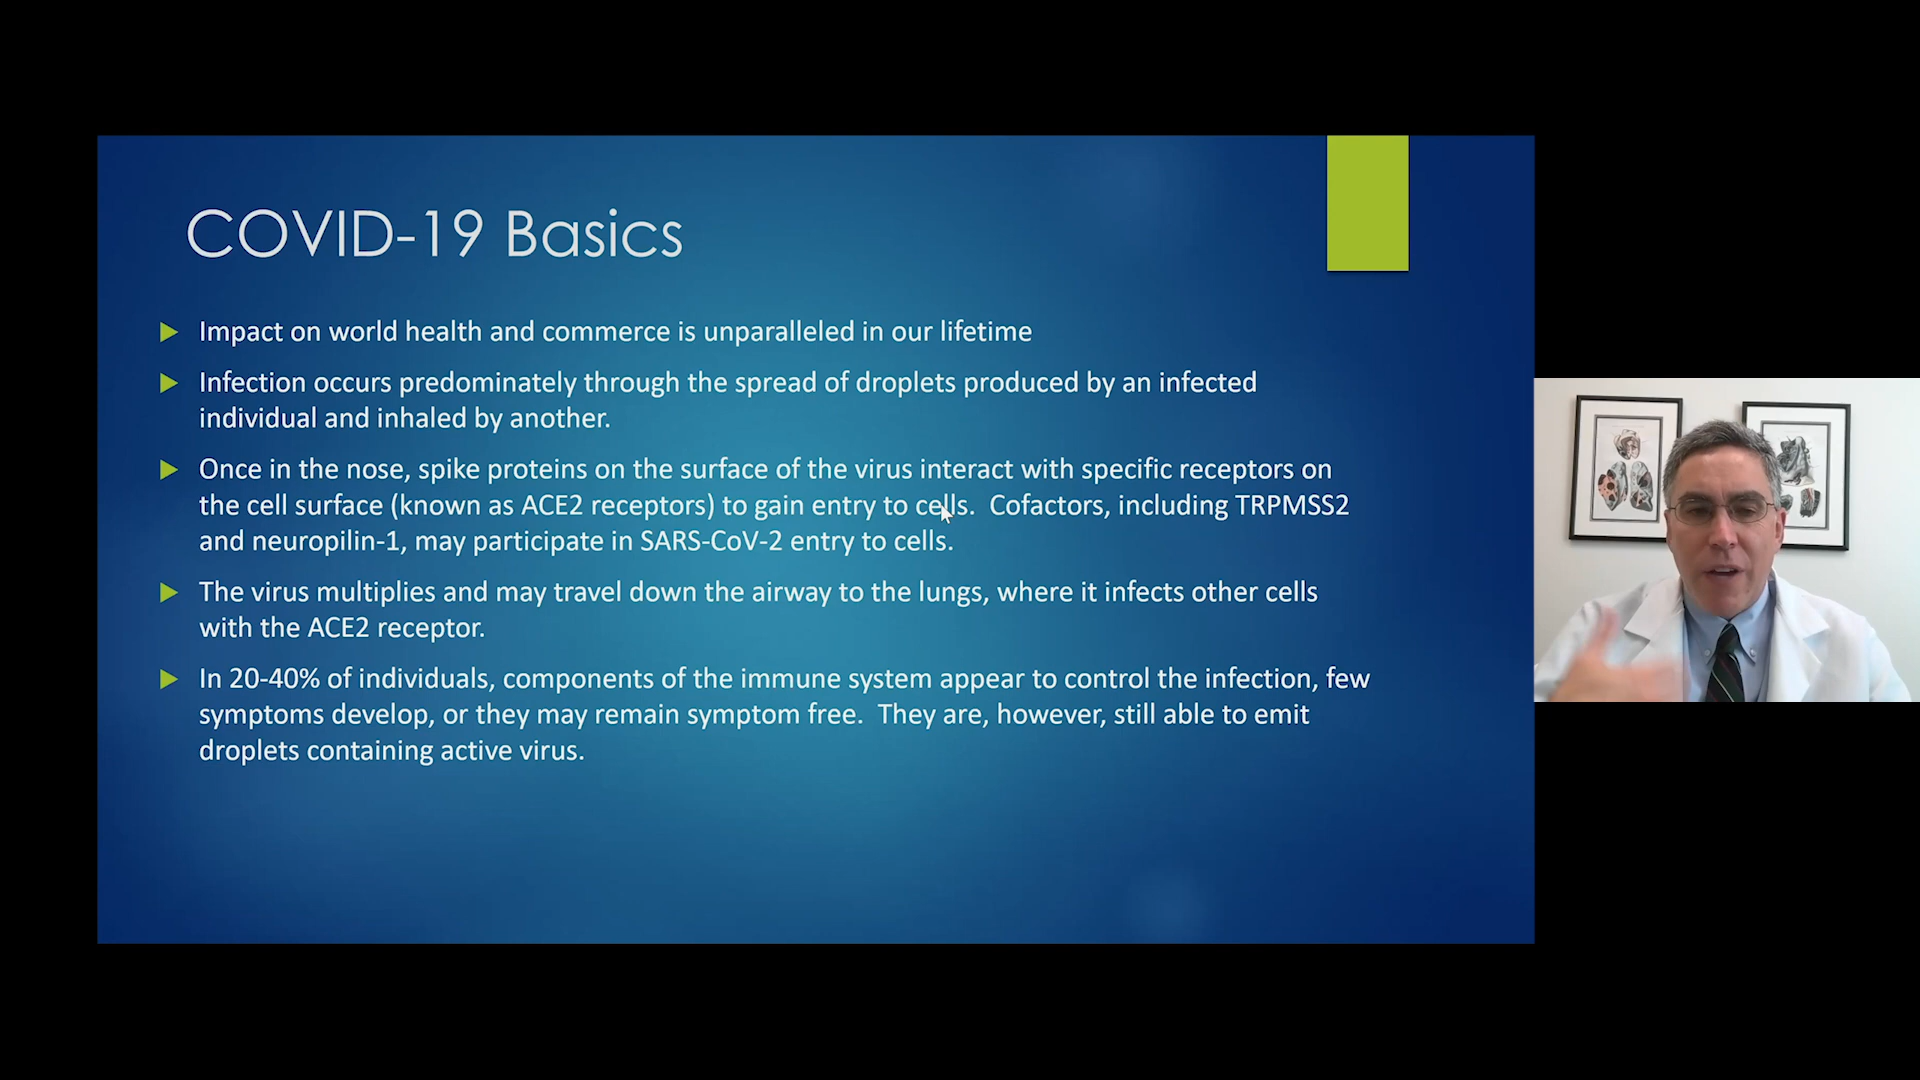 COVID-19 Basics
Impact on world health and commerce is unparalleled in our lifetime
Infection occurs predominately through the spread of droplets produced by an infected
individual and inhaled by another.
Once in the nose, spike proteins on the surface of the virus interact with specific receptors on
the cell surface (known as ACE2 receptors) to gain entry to cells.  Cofactors, including TRPMSS2
and neuropilin-1, may participate in SARS-CoV-2 entry to cells.
The virus multiplies and may travel down the airway to the lungs, where it infects other cells
with the ACE2 receptor.
In 20-40% of individuals, components of the immune system appear to control the infection, few
symptoms develop, or they may remain symptom free.  They are, however, still able to emit
droplets containing active virus.